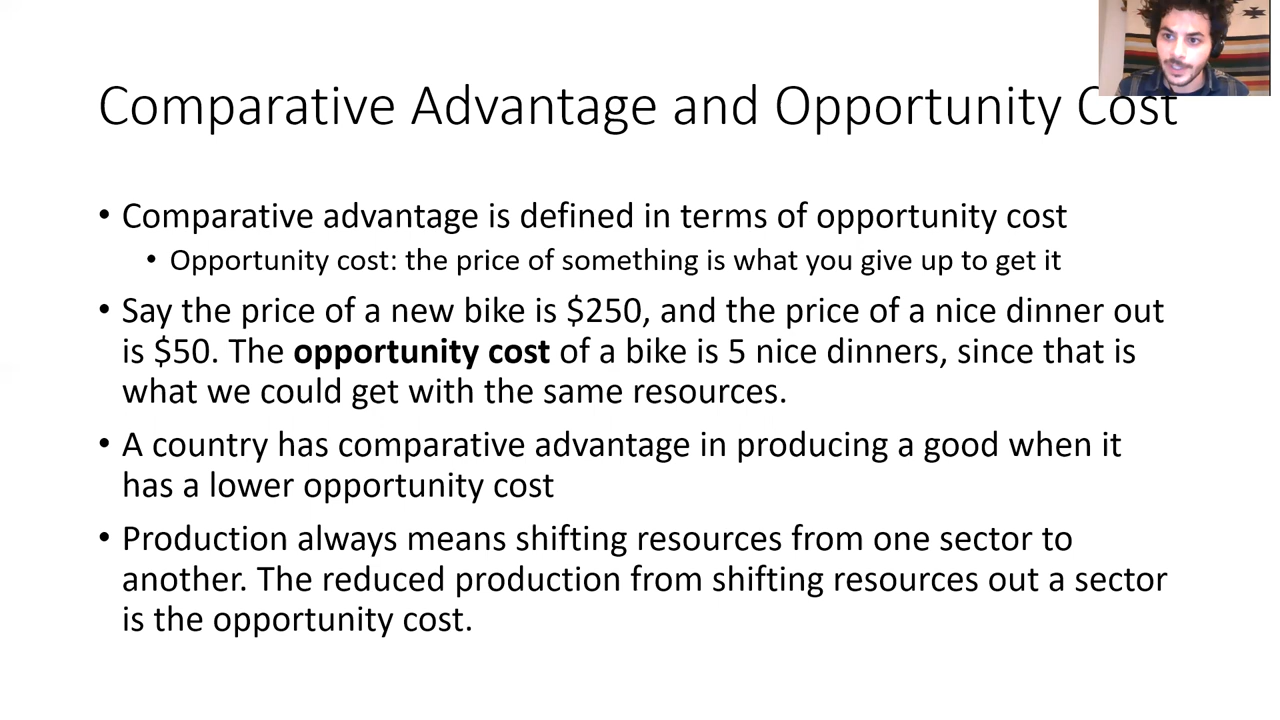 Comparative Advantage and Opportunity Cost
• Comparative advantage is defined in terms of opportunity cost
• Opportunity cost: the price of something is what you give up to get it
• Say the price of a new bike is $250, and the price of a nice dinner out
is $50. The opportunity cost of a bike is 5 nice dinners, since that is
what we could get with the same resources.
• A country has comparative advantage in producing a good when it
has a lower opportunity cost
• Production always means shifting resources from one sector to
another. The reduced production from shifting resources out a sector
is the opportunity cost.